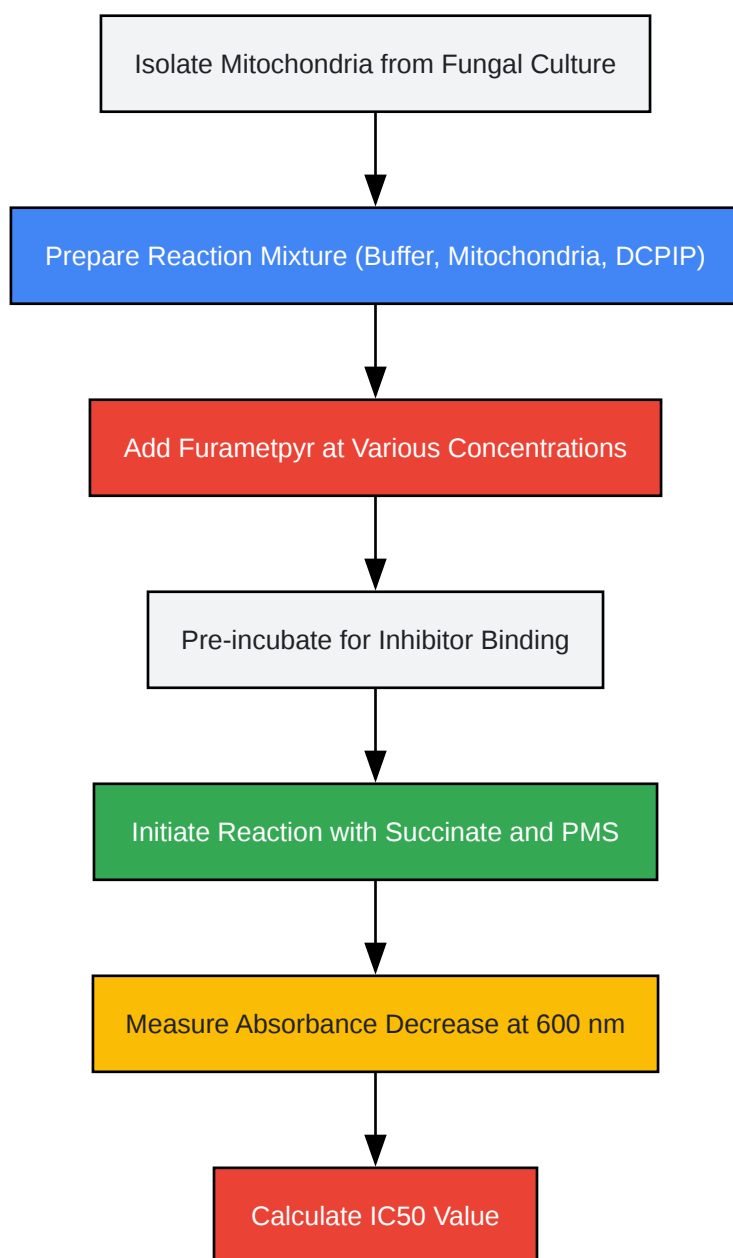 Isolate Mitochondria from Fungal Culture
Prepare Reaction Mixture (Buffer, Mitochondria, DCPIP)
Add Furametpyr at Various Concentrations
Pre-incubate for Inhibitor Binding
Initiate Reaction with Succinate and PMS
Measure Absorbance Decrease at 600 nm
Calculate IC50 Value